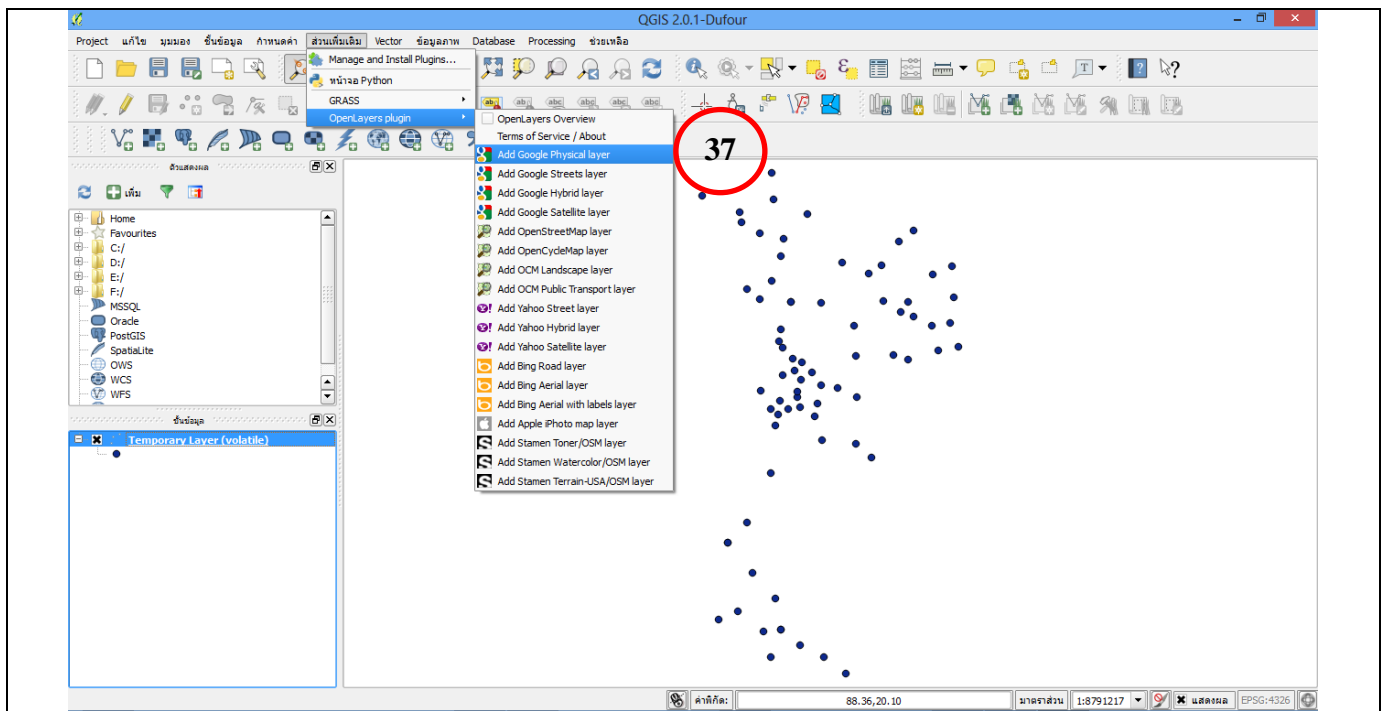 QGIS 2.0.1-Dufour
Project แก้ไข มุมมอง ชั้นข้อมูล กำหนดค่า ส่วนเพิ่มเติม Vector ข้อมูลภาพ Database Processing ช่วยเหลือ
Manage and Install Plugins...
หน้าจอ Python
GRASS
OpenLayers plugin
OpenLayers Overview
Terms of Service / About
Add Google Physical layer
Add Google Streets layer
Add Google Hybrid layer
Add Google Satellite layer
Add OpenStreetMap layer
Add OpenCycleMap layer
Add OCM Landscape layer
Add OCM Public Transport layer
Add Yahoo Street layer
Add Yahoo Hybrid layer
Add Yahoo Satellite layer
Add Bing Road layer
Add Bing Aerial layer
Add Bing Aerial with labels layer
Add Apple iPhoto map layer
Add Stamen Toner/OSM layer
Add Stamen Watercolor/OSM layer
Add Stamen Terrain-USA/OSM layer
37
ตัวแสดงผล
เพิ่ม
Home
Favourites
C:/
D:/
E:/
F:/
MSSQL
Oracle
PostGIS
SpatiaLite
OWS
WCS
WFS
ชั้นข้อมูล
Temporary Layer (volatile)
ค่าพิกัด: 88.36,20.10 มาตราส่วน 1:8791217 แสดงผล EPSG:4326